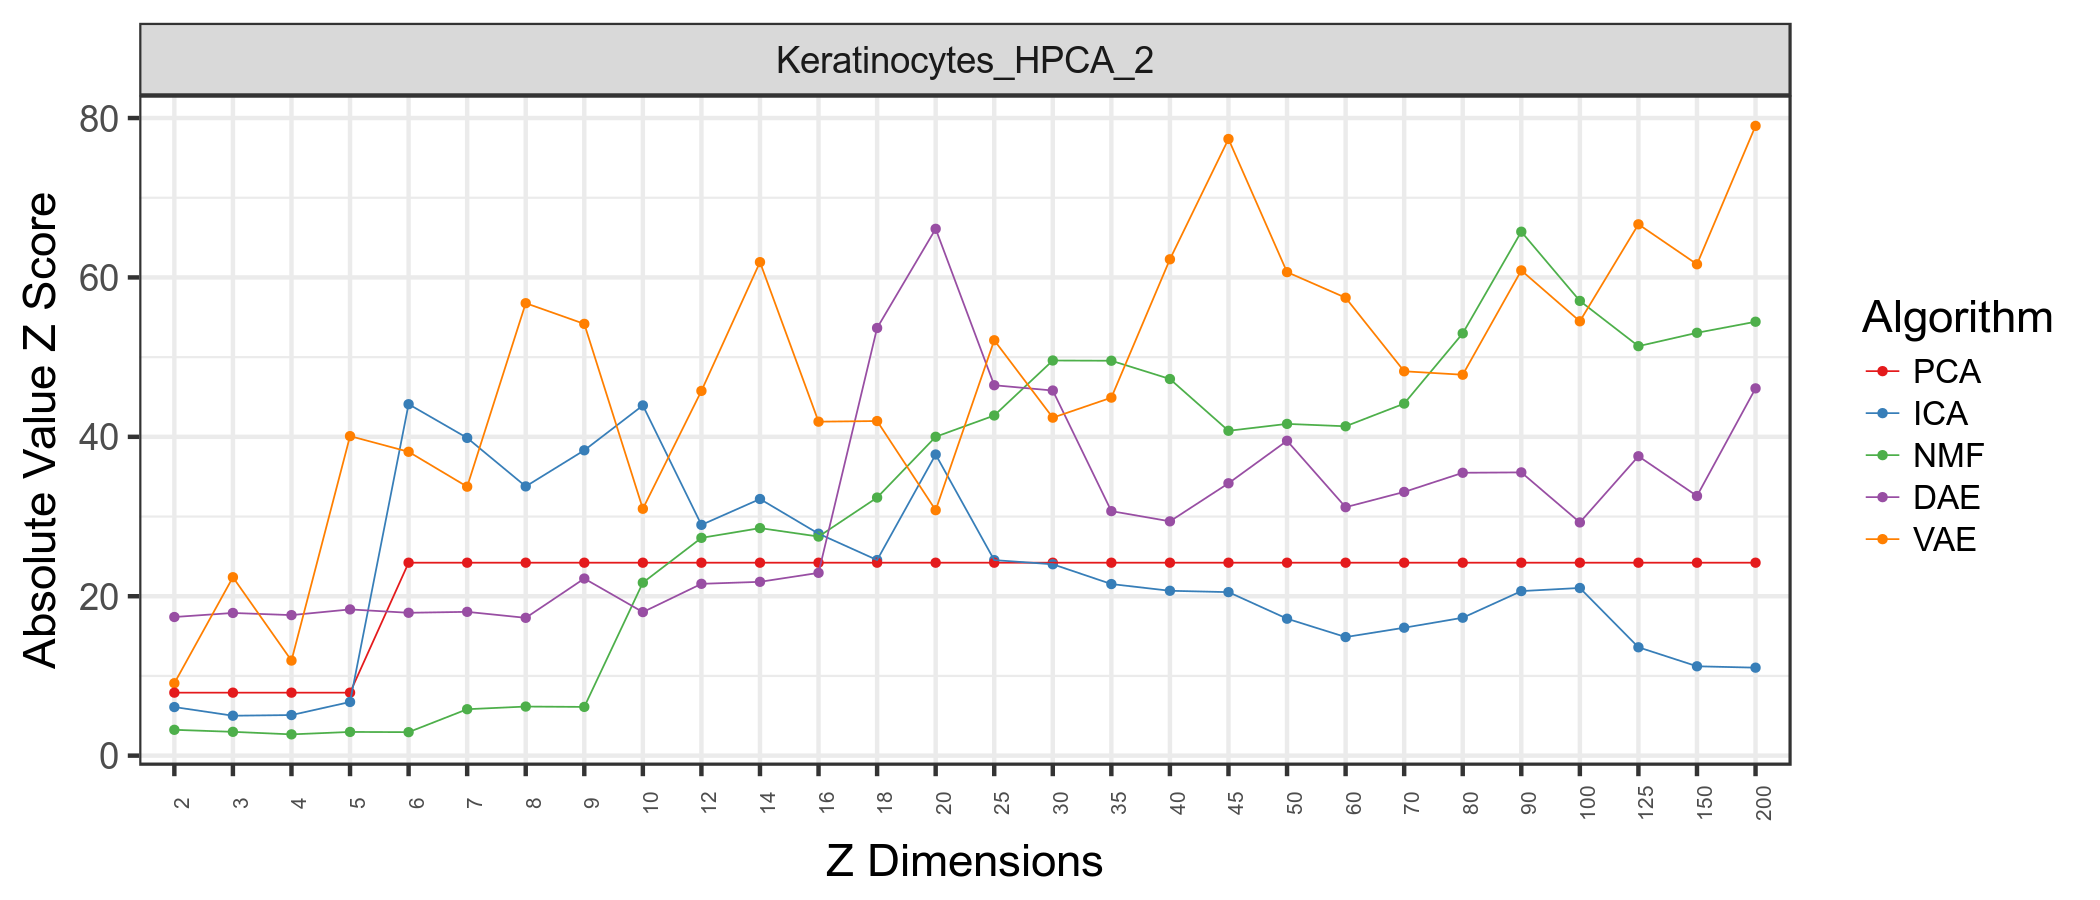 Keratinocytes_HPCA_2
Absolute Value Z Score
80
60
40
20
0
2 3 4 5 6 7 8 9 10 12 14 16 18 20 25 30 35 40 45 50 60 70 80 90 100 125 150 200
Z Dimensions
Algorithm
PCA
ICA
NMF
DAE
VAE